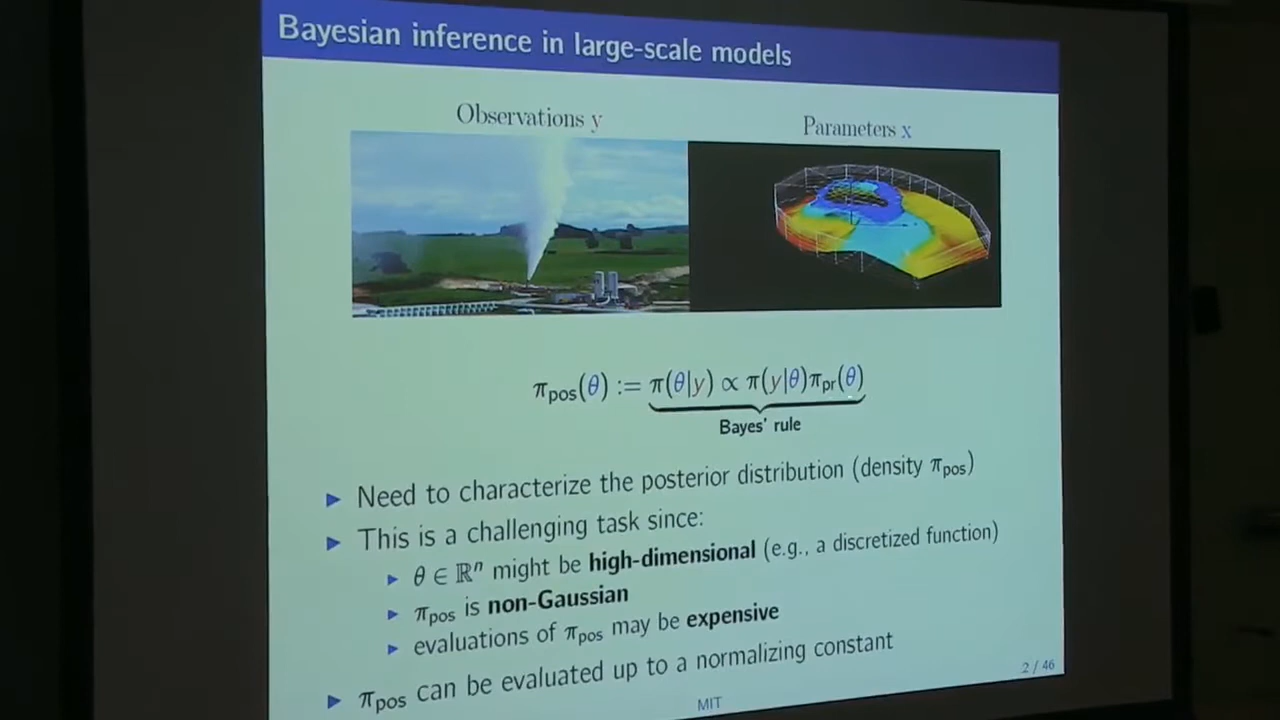 Bayesian inference in large-scale models
Observations y
Parameters x
π_pos(θ) := π(θ|y) ∝ π(y|θ)π_pr(θ)
Bayes' rule
▶ Need to characterize the posterior distribution (density π_pos)
▶ This is a challenging task since:
▶ θ ∈ ℝⁿ might be high-dimensional (e.g., a discretized function)
▶ π_pos is non-Gaussian
▶ evaluations of π_pos may be expensive
▶ π_pos can be evaluated up to a normalizing constant
MIT
2 / 46